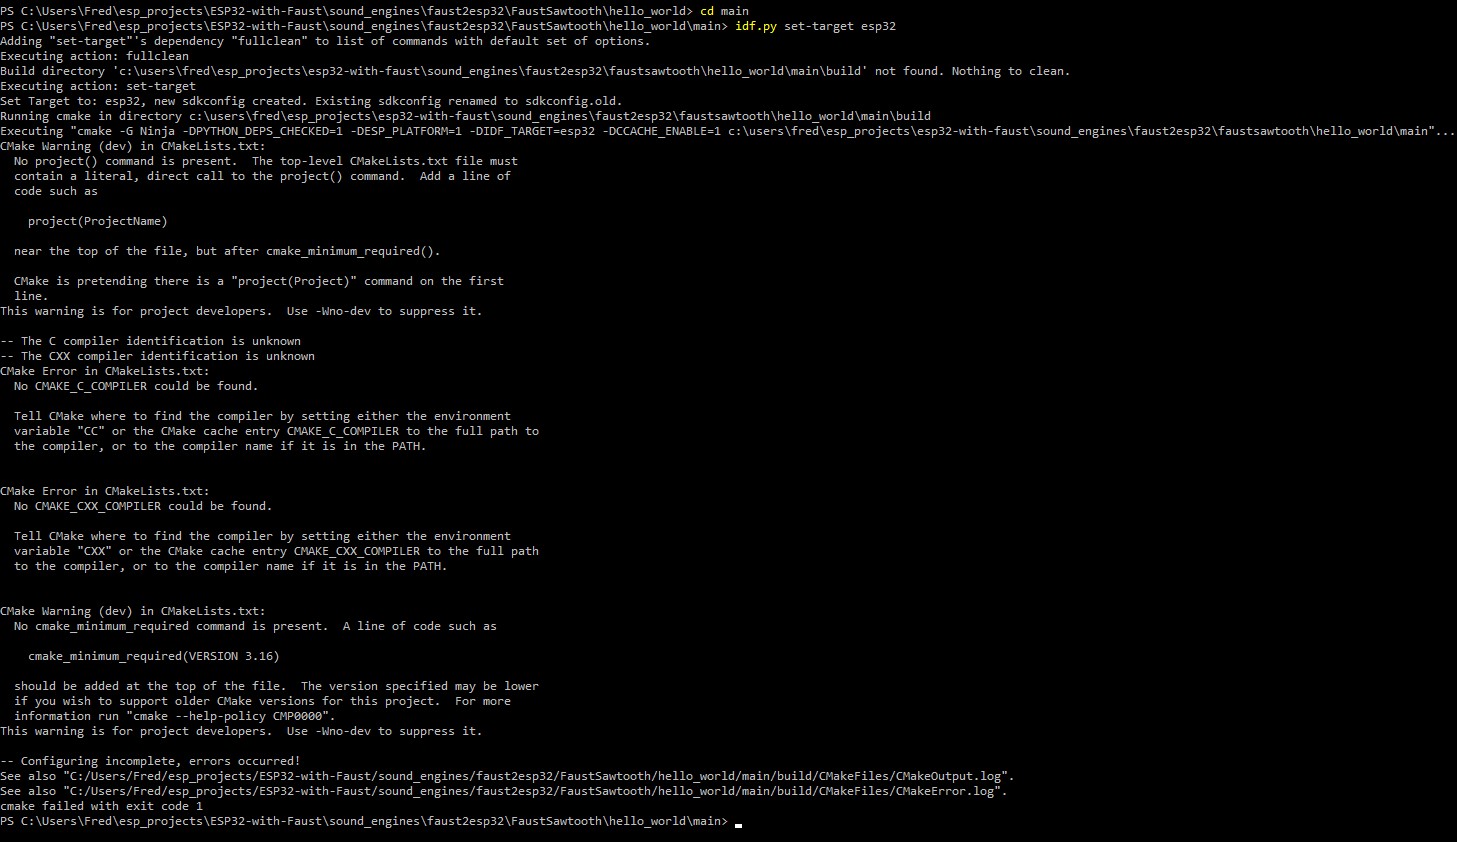 PS C:\Users\Fred\esp_projects\ESP32-with-Faust\sound_engines\faust2esp32\FaustSawtooth\hello_world> cd main
PS C:\Users\Fred\esp_projects\ESP32-with-Faust\sound_engines\faust2esp32\FaustSawtooth\hello_world\main> idf.py set-target esp32
Adding "set-target"'s dependency "fullclean" to list of commands with default set of options.
Executing action: fullclean
Build directory 'c:\users\fred\esp_projects\esp32-with-faust\sound_engines\faust2esp32\faustsawtooth\hello_world\main\build' not found. Nothing to clean.
Executing action: set-target
Set Target to: esp32, new sdkconfig created. Existing sdkconfig renamed to sdkconfig.old.
Running cmake in directory c:\users\fred\esp_projects\esp32-with-faust\sound_engines\faust2esp32\faustsawtooth\hello_world\main\build
Executing "cmake -G Ninja -DPYTHON_DEPS_CHECKED=1 -DESP_PLATFORM=1 -DIDF_TARGET=esp32 -DCCACHE_ENABLE=1 c:\users\fred\esp_projects\esp32-with-faust\sound_engines\faust2esp32\faustsawtooth\hello_world\main"...
CMake Warning (dev) in CMakeLists.txt:
  No project() command is present.  The top-level CMakeLists.txt file must
  contain a literal, direct call to the project() command.  Add a line of
  code such as

    project(ProjectName)

  near the top of the file, but after cmake_minimum_required().

  CMake is pretending there is a "project(Project)" command on the first
  line.
This warning is for project developers.  Use -Wno-dev to suppress it.

-- The C compiler identification is unknown
-- The CXX compiler identification is unknown
CMake Error in CMakeLists.txt:
  No CMAKE_C_COMPILER could be found.

  Tell CMake where to find the compiler by setting either the environment
  variable "CC" or the CMake cache entry CMAKE_C_COMPILER to the full path to
  the compiler, or to the compiler name if it is in the PATH.

CMake Error in CMakeLists.txt:
  No CMAKE_CXX_COMPILER could be found.

  Tell CMake where to find the compiler by setting either the environment
  variable "CXX" or the CMake cache entry CMAKE_CXX_COMPILER to the full path
  to the compiler, or to the compiler name if it is in the PATH.

CMake Warning (dev) in CMakeLists.txt:
  No cmake_minimum_required command is present.  A line of code such as

    cmake_minimum_required(VERSION 3.16)

  should be added at the top of the file.  The version specified may be lower
  if you wish to support older CMake versions for this project.  For more
  information run "cmake --help-policy CMP0000".
This warning is for project developers.  Use -Wno-dev to suppress it.

-- Configuring incomplete, errors occurred!
See also "C:/Users/Fred/esp_projects/ESP32-with-Faust/sound_engines/faust2esp32/FaustSawtooth/hello_world/main/build/CMakeFiles/CMakeOutput.log".
See also "C:/Users/Fred/esp_projects/ESP32-with-Faust/sound_engines/faust2esp32/FaustSawtooth/hello_world/main/build/CMakeFiles/CMakeError.log".
cmake failed with exit code 1
PS C:\Users\Fred\esp_projects\ESP32-with-Faust\sound_engines\faust2esp32\FaustSawtooth\hello_world\main>